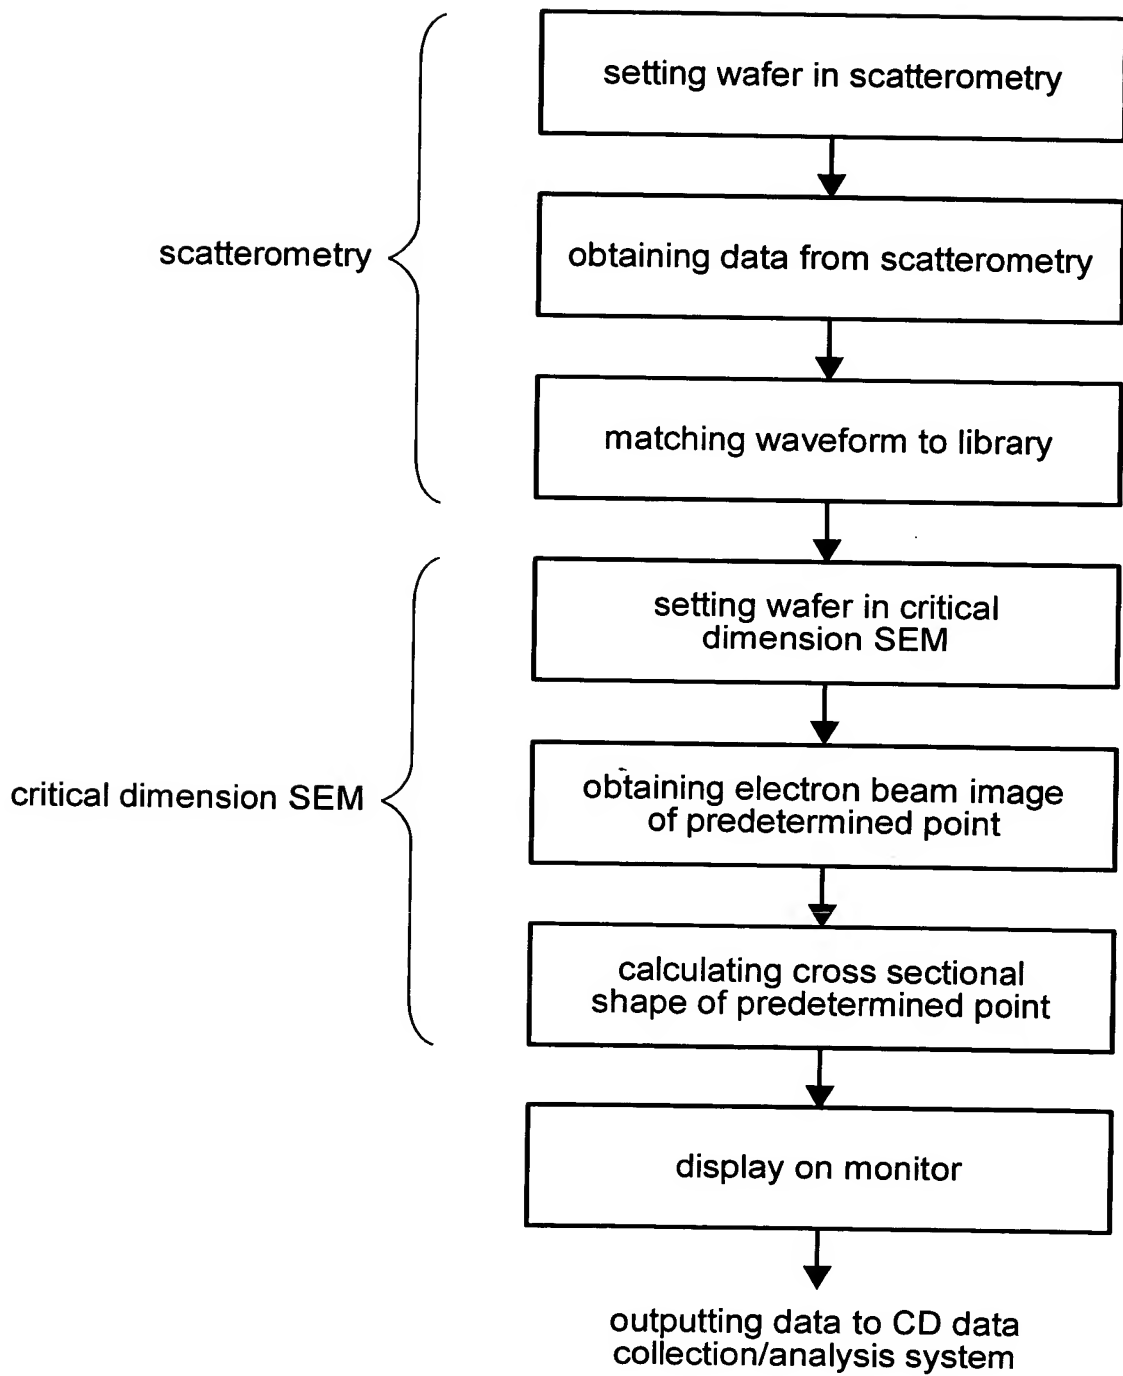 setting wafer in scatterometry
scatterometry
obtaining data from scatterometry
matching waveform to library
setting wafer in critical
dimension SEM
critical dimension SEM
obtaining electron beam image
of predetermined point
calculating cross sectional
shape of predetermined point
display on monitor
outputting data to CD data
collection/analysis system